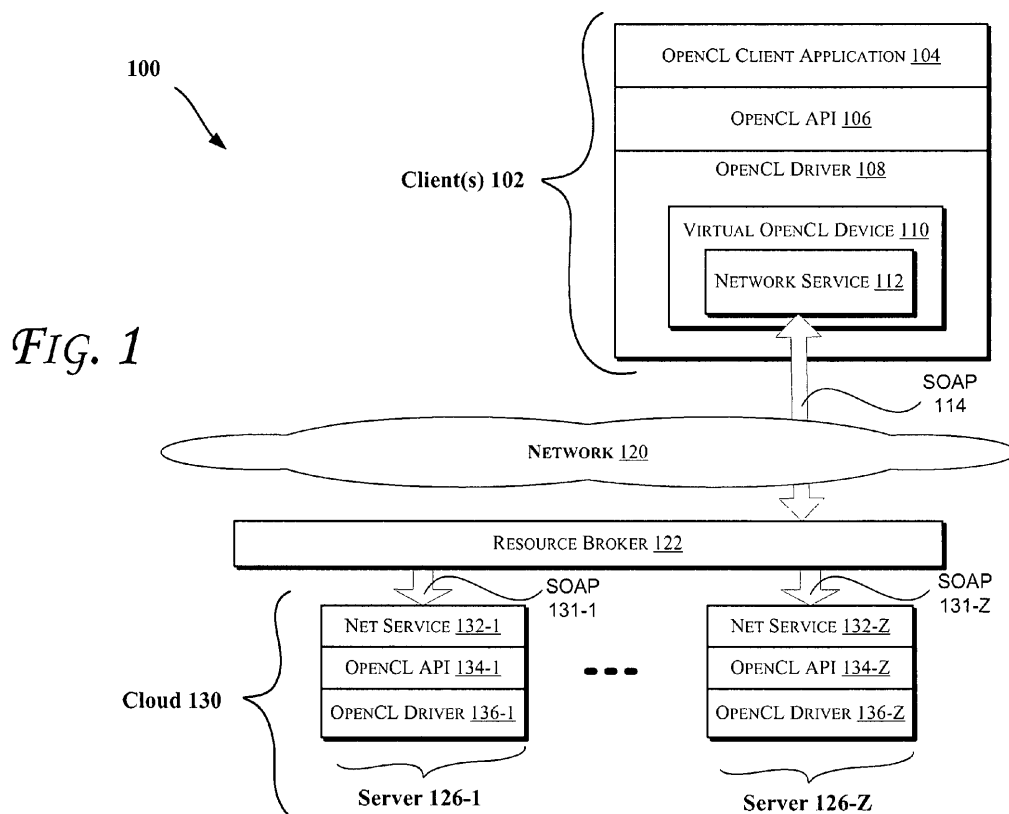 100
OpenCL Client Application 104
OpenCL API 106
OpenCL Driver 108
Client(s) 102
Virtual OpenCL Device 110
Network Service 112
Fig. 1
SOAP
114
Network 120
Resource Broker 122
SOAP
131-1
SOAP
131-Z
Net Service 132-1
OpenCL API 134-1
OpenCL Driver 136-1
Net Service 132-Z
OpenCL API 134-Z
OpenCL Driver 136-Z
Cloud 130
Server 126-1
Server 126-Z